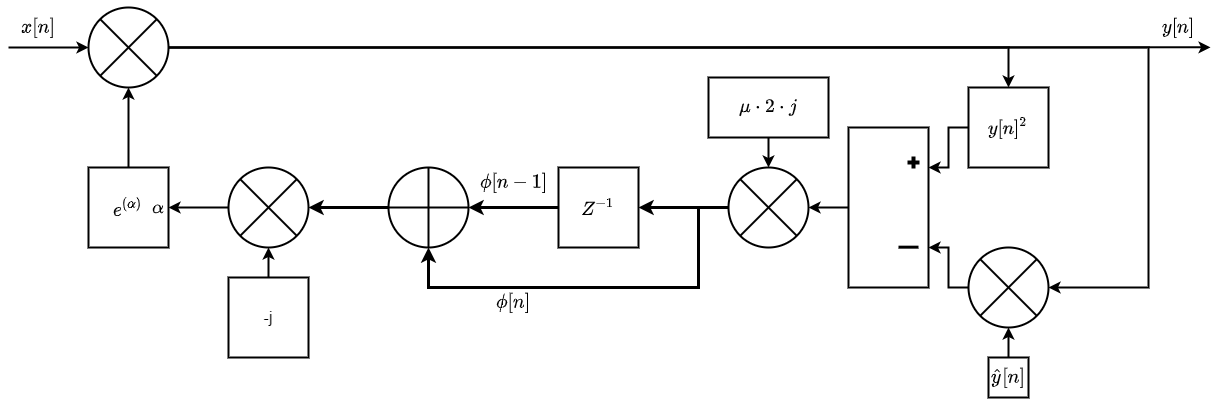 x[n]
y[n]
μ · 2 · j
y[n]²
+
ϕ[n − 1]
e^(α) α
Z⁻¹
−
ϕ[n]
-j
ŷ[n]